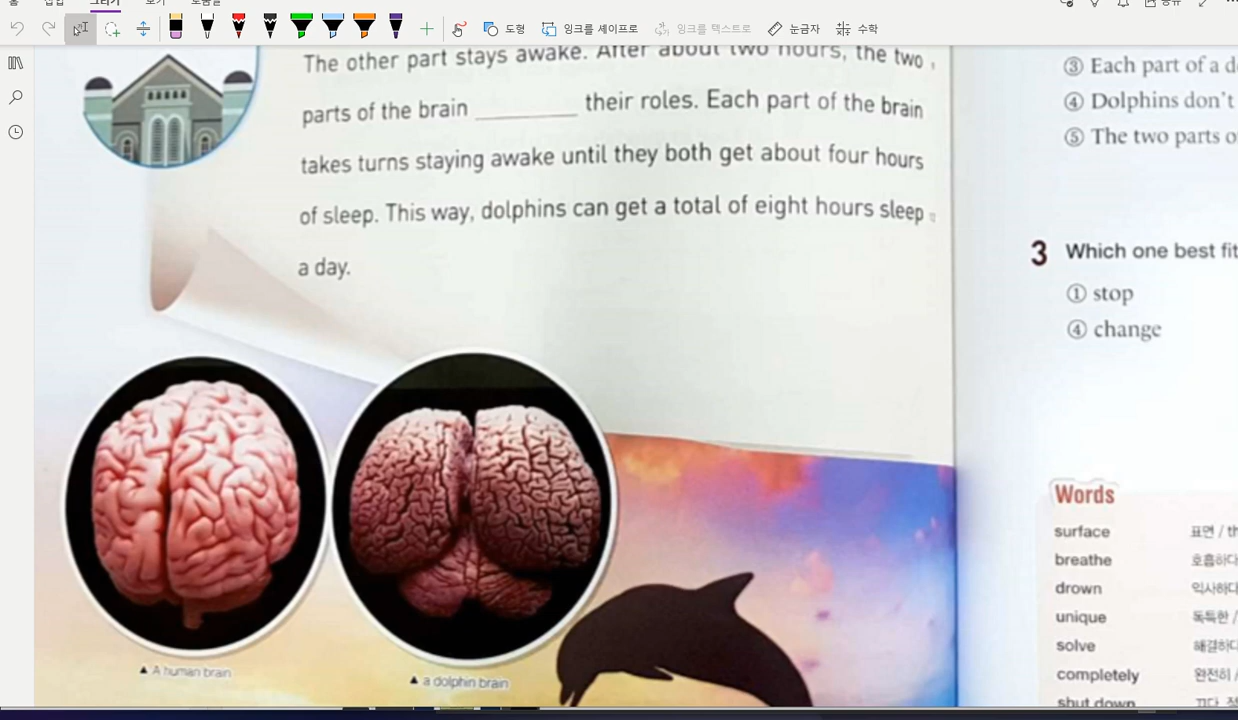 도형
잉크를 셰이프로
잉크를 텍스트로
눈금자
수학
The other part stays awake. After about two hours, the two
parts of the brain ________ their roles. Each part of the brain
takes turns staying awake until they both get about four hours
of sleep. This way, dolphins can get a total of eight hours sleep
a day.
▲ A human brain
▲ a dolphin brain
③ Each part of a d
④ Dolphins don't
⑤ The two parts o
3 Which one best fit
① stop
④ change
Words
surface 표면 / th
breathe 호흡하다
drown 익사하다
unique 독특한 /
solve 해결하다
completely 완전히 /
shut down